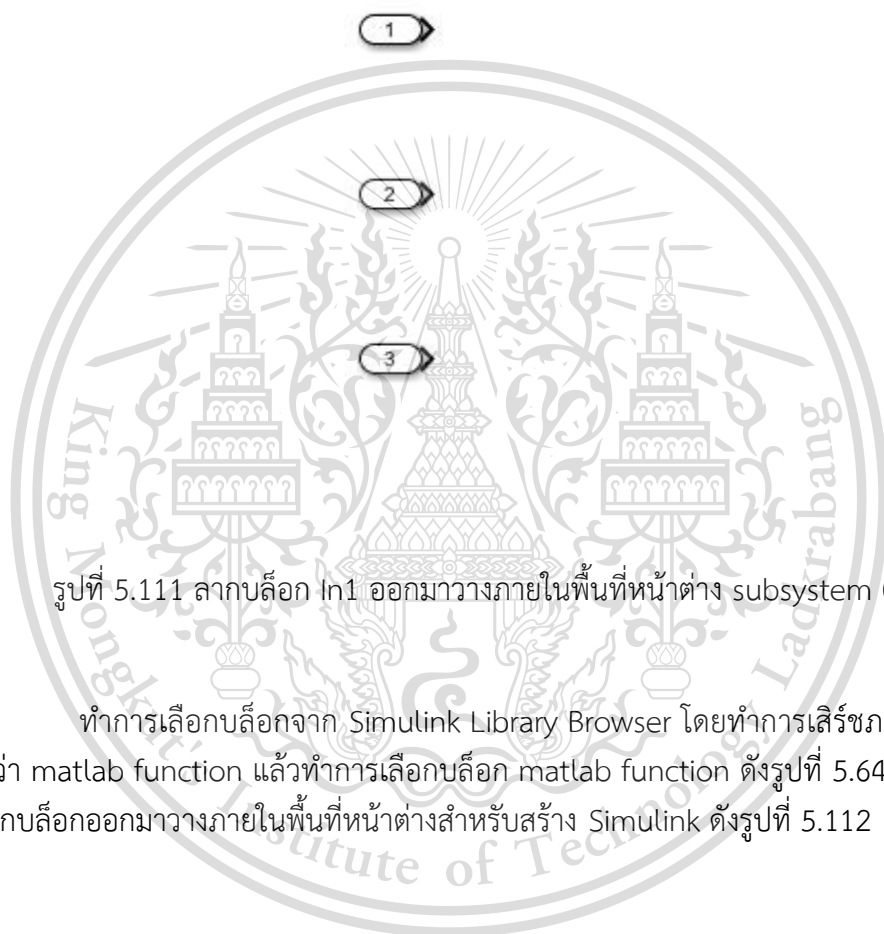 1
2
3
รูปที่ 5.111 ลากบล็อก In1 ออกมาวางภายในพื้นที่หน้าต่าง subsystem
ทำการเลือกบล็อกจาก Simulink Library Browser โดยทำการเสิร์ชภ
ว่า matlab function แล้วทำการเลือกบล็อก matlab function ดังรูปที่ 5.64
กบล็อกออกมาวางภายในพื้นที่หน้าต่างสำหรับสร้าง Simulink ดังรูปที่ 5.112
King Mongkut's Institute of Technology Ladkrabang